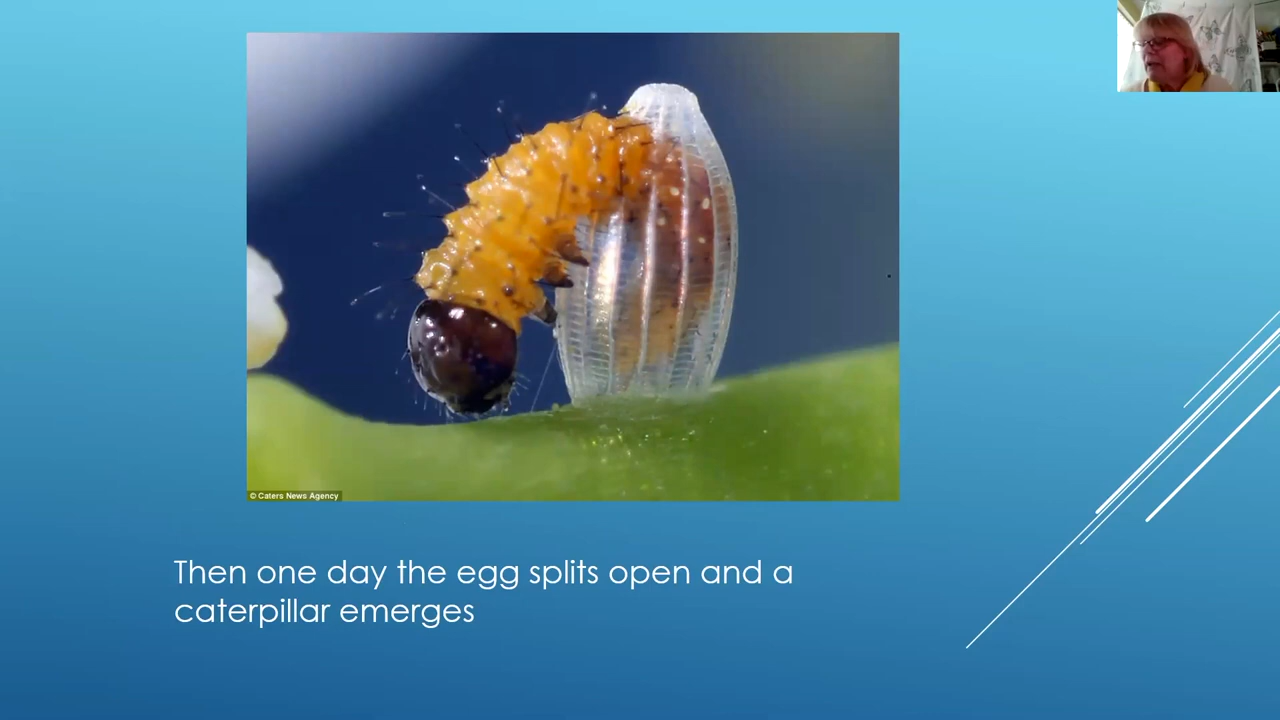 © Caters News Agency
Then one day the egg splits open and a
caterpillar emerges